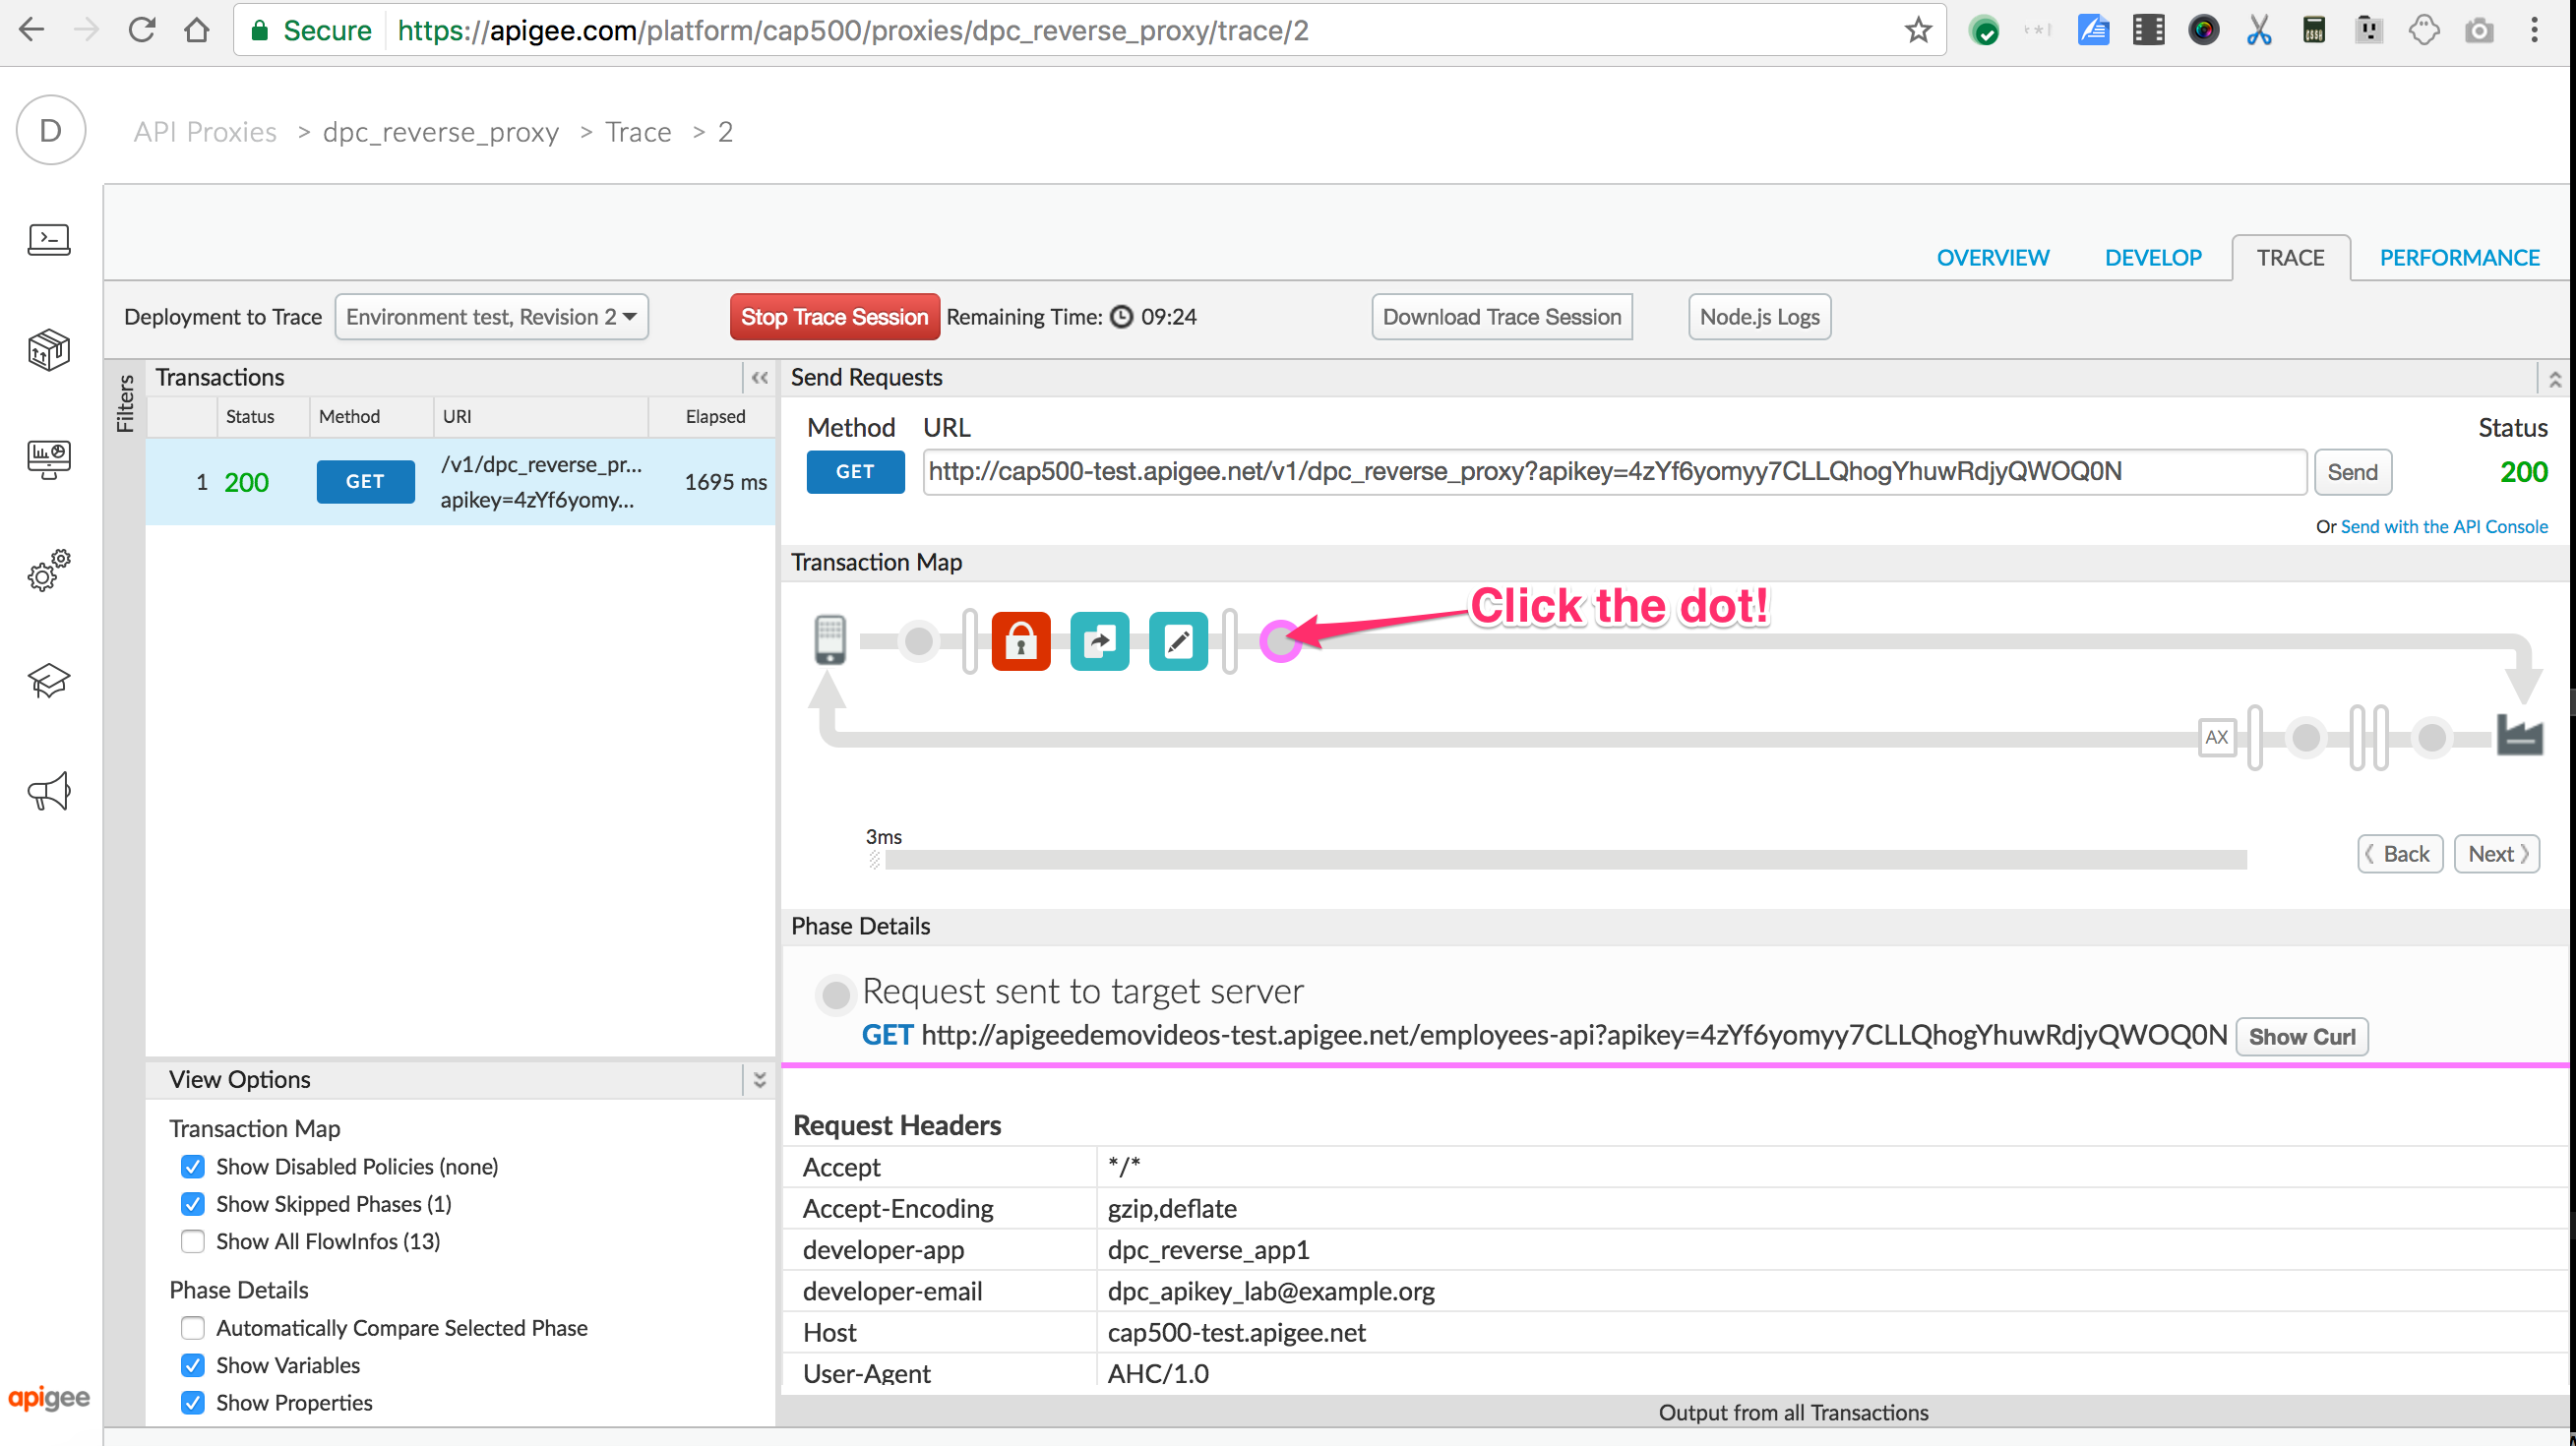 Secure https://apigee.com/platform/cap500/proxies/dpc_reverse_proxy/trace/2
D API Proxies > dpc_reverse_proxy > Trace > 2
OVERVIEW DEVELOP TRACE PERFORMANCE
Deployment to Trace Environment test, Revision 2 Stop Trace Session Remaining Time: 09:24 Download Trace Session Node.js Logs
Filters
Transactions
Status Method URI Elapsed
1 200 GET /v1/dpc_reverse_pr... 1695 ms
apikey=4zYf6yomy...
Send Requests
Method URL Status
GET http://cap500-test.apigee.net/v1/dpc_reverse_proxy?apikey=4zYf6yomyy7CLLQhogYhuwRdjyQWOQ0N Send 200
Or Send with the API Console
Transaction Map
Click the dot!
AX
3ms
Back Next
Phase Details
Request sent to target server
GET http://apigeedemovideos-test.apigee.net/employees-api?apikey=4zYf6yomyy7CLLQhogYhuwRdjyQWOQ0N Show Curl
Request Headers
Accept */*
Accept-Encoding gzip,deflate
developer-app dpc_reverse_app1
developer-email dpc_apikey_lab@example.org
Host cap500-test.apigee.net
User-Agent AHC/1.0
Output from all Transactions
View Options
Transaction Map
Show Disabled Policies (none)
Show Skipped Phases (1)
Show All FlowInfos (13)
Phase Details
Automatically Compare Selected Phase
Show Variables
Show Properties
apigee